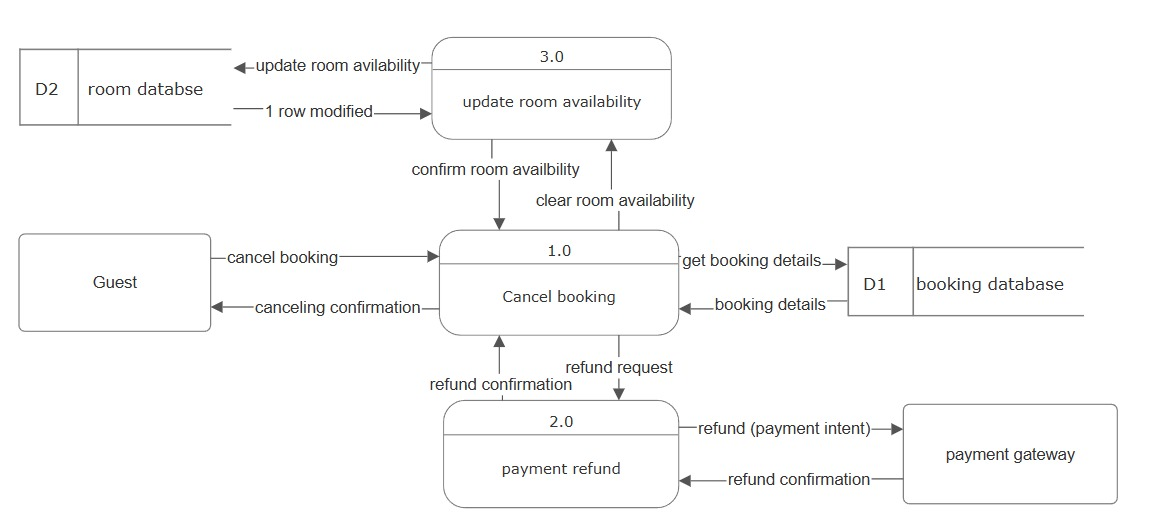 3.0
update room avilability
D2
room databse
update room availability
1 row modified
confirm room availbility
clear room availability
1.0
cancel booking
get booking details
Guest
D1
booking database
Cancel booking
canceling confirmation
booking details
refund request
refund confirmation
2.0
refund (payment intent)
payment gateway
payment refund
refund confirmation